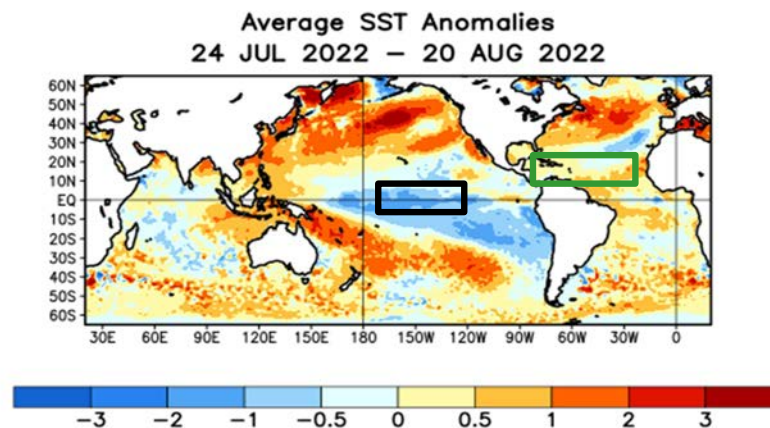 Average SST Anomalies
24 JUL 2022 – 20 AUG 2022
60N
50N
40N
30N
20N
10N
EQ
10S
20S
30S
40S
50S
60S
30E 60E 90E 120E 150E 180 150W 120W 90W 60W 30W 0
-3 -2 -1 -0.5 0 0.5 1 2 3